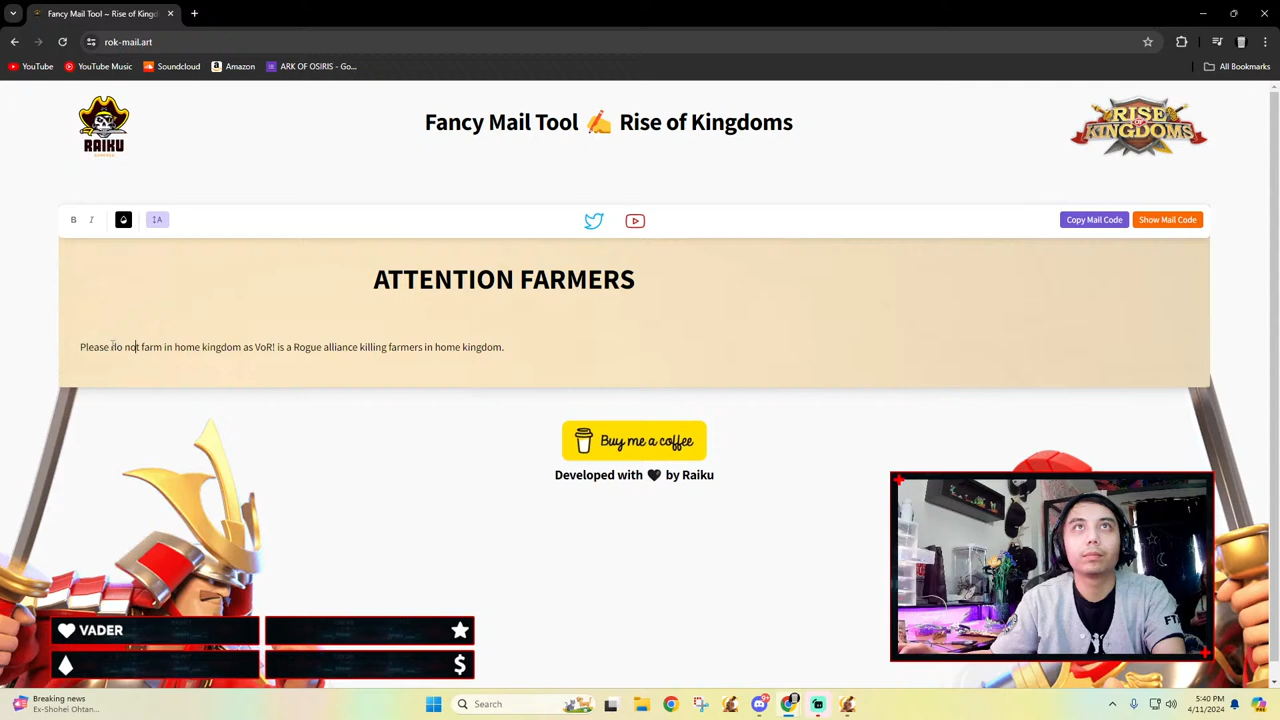 Fancy Mail Tool ~ Rise of Kingd
rok-mail.art
YouTube
YouTube Music
Soundcloud
Amazon
ARK OF OSIRIS - Go...
All Bookmarks
RAIKU
Fancy Mail Tool ✍️ Rise of Kingdoms
RISE OF KINGDOMS
B I A
Copy Mail Code
Show Mail Code
ATTENTION FARMERS
Please do not farm in home kingdom as VoR! is a Rogue alliance killing farmers in home kingdom.
Buy me a coffee
Developed with 🖤 by Raiku
FT
VADER
$
Breaking news
Ex-Shohei Ohtan...
Search
5:40 PM
4/11/2024